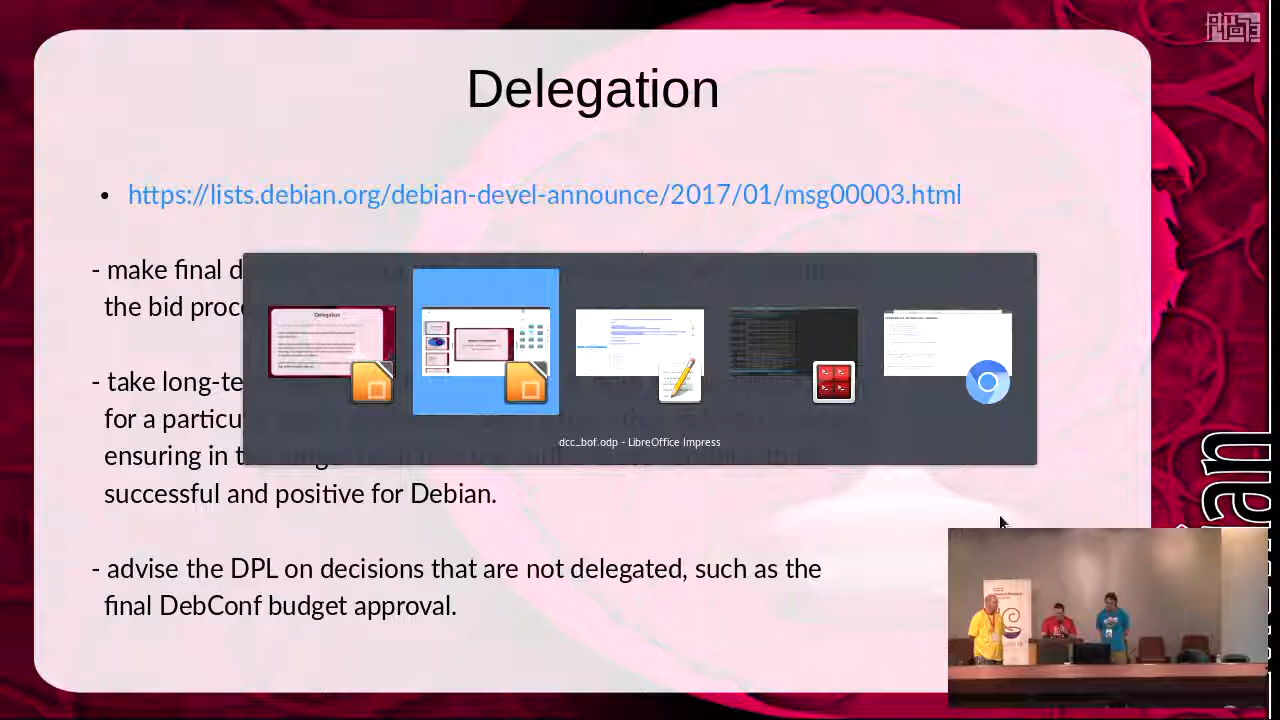 Delegation
• https://lists.debian.org/debian-devel-announce/2017/01/msg00003.html
- make final d
the bid proc
- take long-te
for a particu
ensuring in t
successful and positive for Debian.
dcc_bof.odp - LibreOffice Impress
- advise the DPL on decisions that are not delegated, such as the
final DebConf budget approval.
an